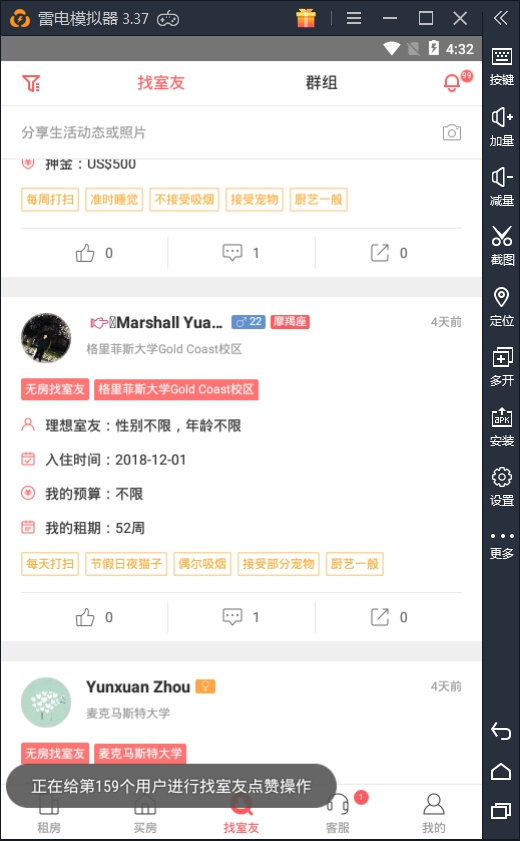 雷电模拟器 3.37
4:32
找室友
群组
99
分享生活动态或照片
押金：US$500
每周打扫 准时睡觉 不接受吸烟 接受宠物 厨艺一般
0 1 0
Marshall Yua... ♂ 22 摩羯座 4天前
格里菲斯大学Gold Coast校区
无房找室友 格里菲斯大学Gold Coast校区
理想室友：性别不限，年龄不限
入住时间：2018-12-01
我的预算：不限
我的租期：52周
每天打扫 节假日夜猫子 偶尔吸烟 接受部分宠物 厨艺一般
0 1 0
Yunxuan Zhou 4天前
麦克马斯特大学
无房找室友 麦克马斯特大学
正在给第159个用户进行找室友点赞操作
1
租房 买房 找室友 客服 我的
按键
加量
减量
截图
定位
多开
APK
安装
设置
更多